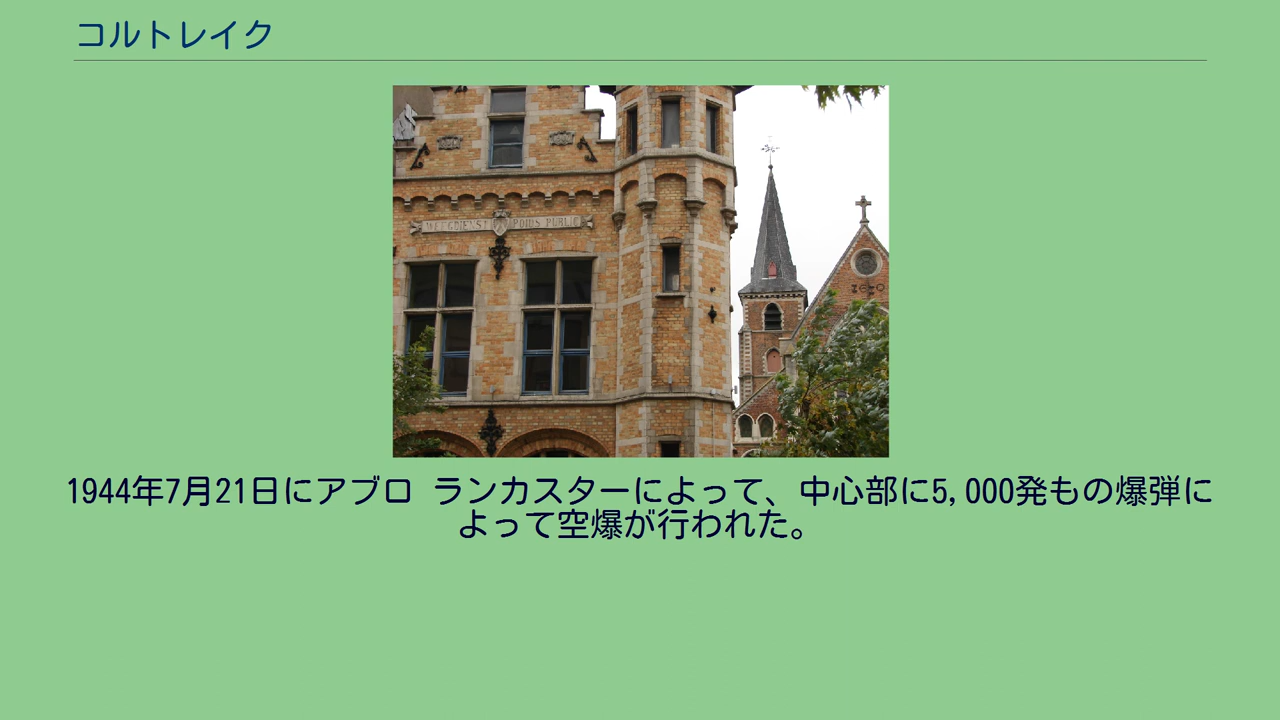 コルトレイク
POIDS PUBLIC
1944年7月21日にアブロ ランカスターによって、中心部に5,000発もの爆弾に
よって空爆が行われた。